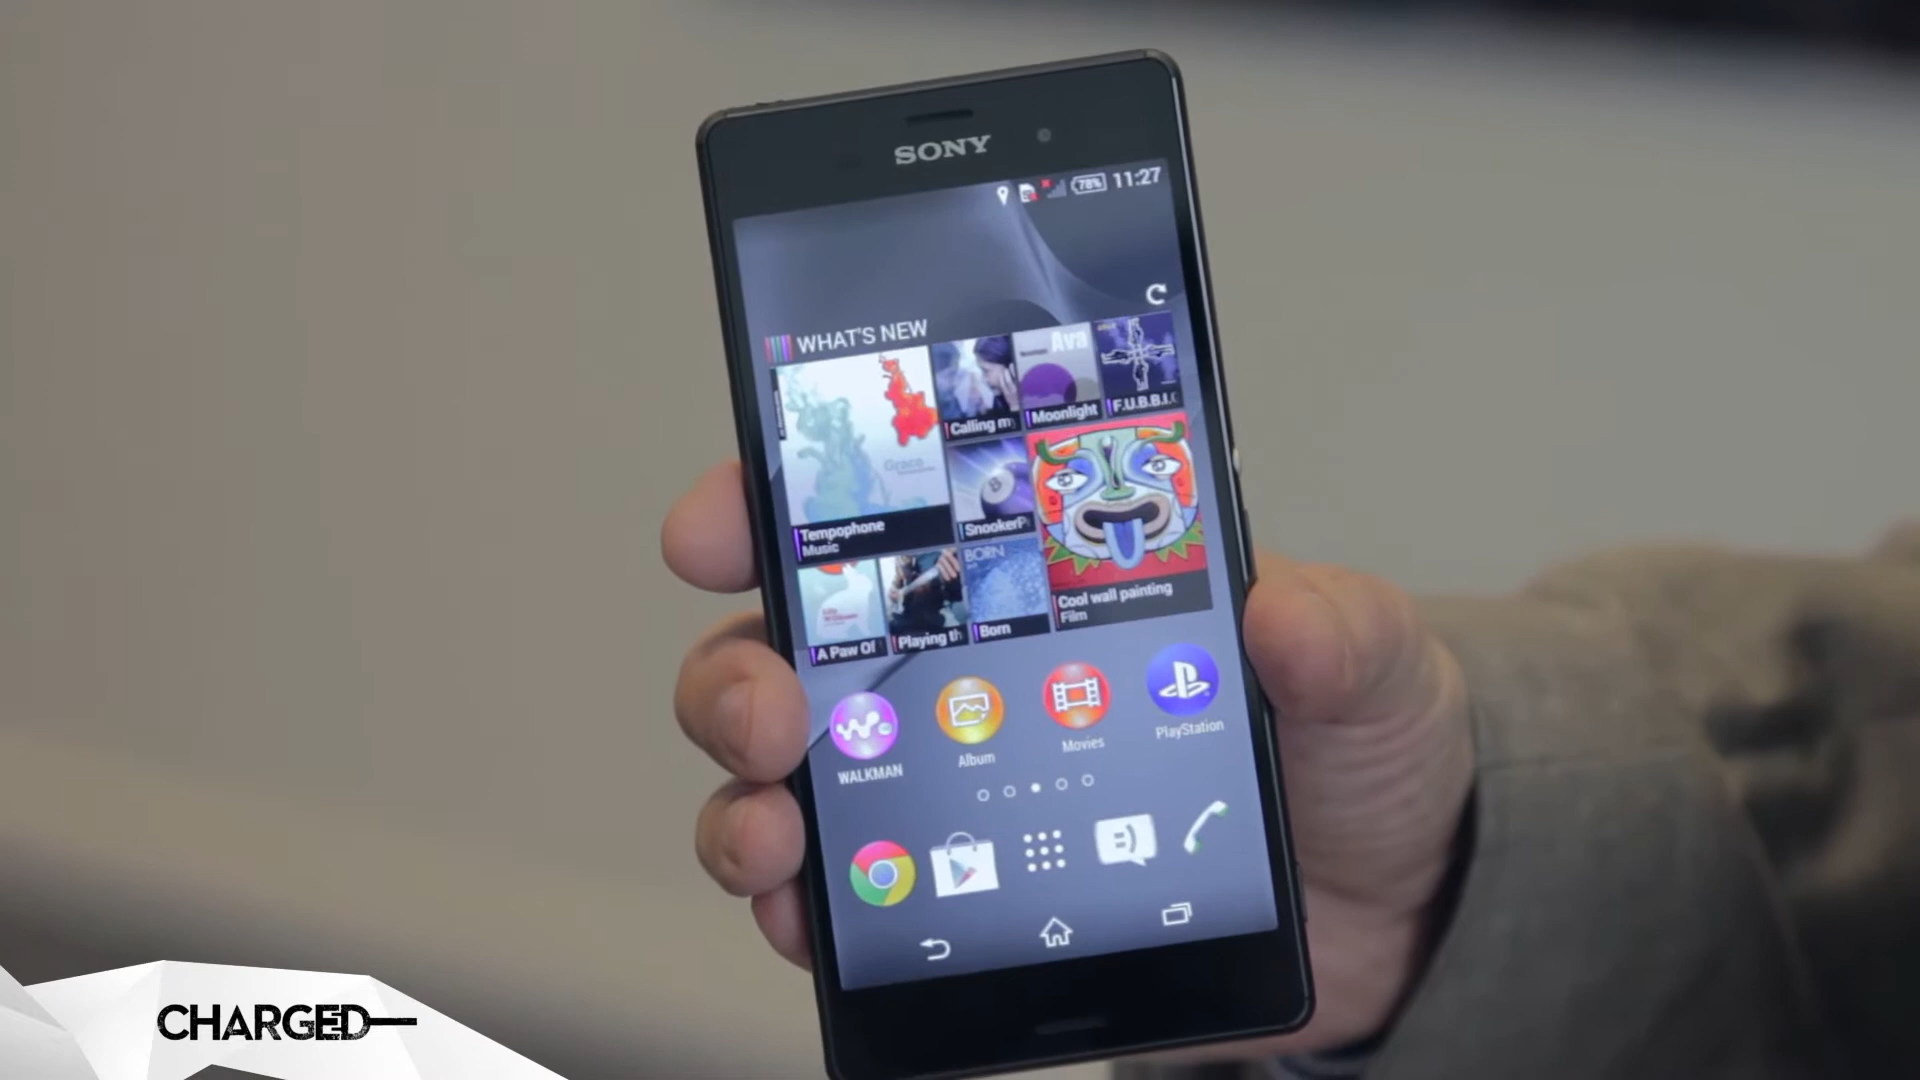 SONY
78% 11:27
WHAT'S NEW
Ava
Grace
Calling m
Moonlight
F.U.B.B.I.
SnookerP
Tempophone
Music
BORN
Cool wall painting
Film
A Paw Of
Playing th
Born
WALKMAN
Album
Movies
PlayStation
CHARGED